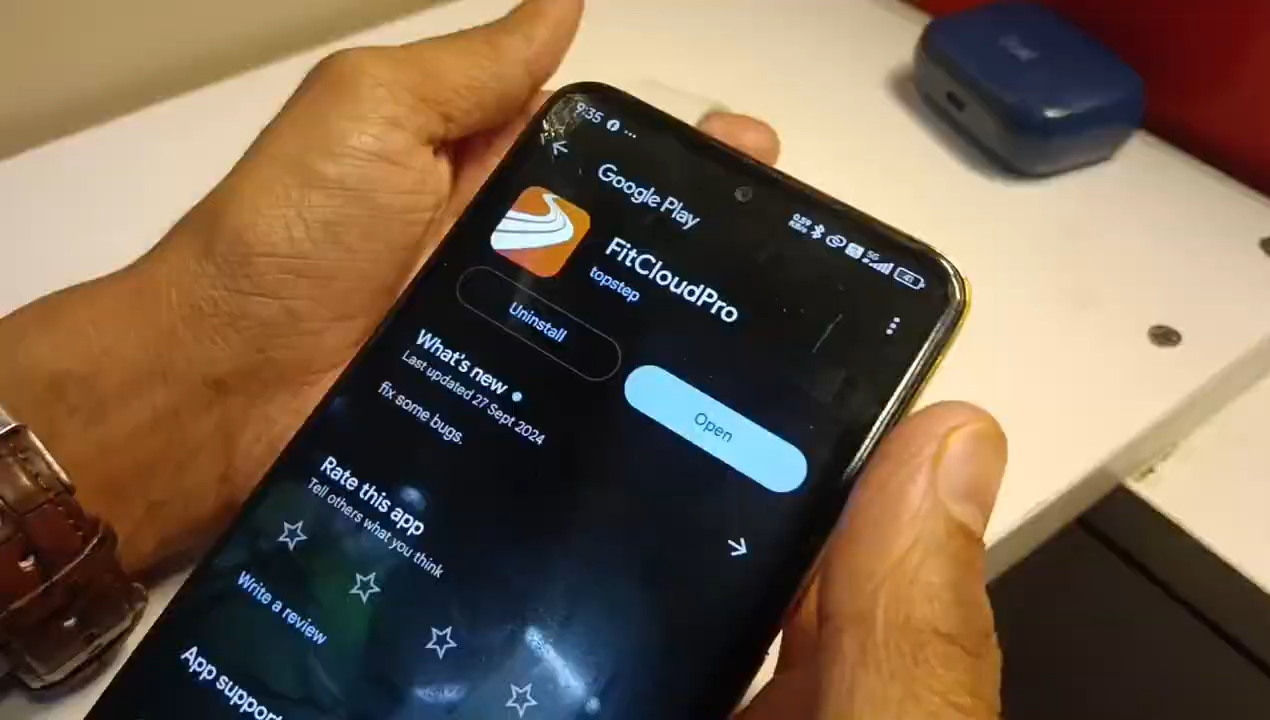 9:35
Google Play
FitCloudPro
topstep
Uninstall
Open
What's new
Last updated 27 Sept 2024
fix some bugs.
Rate this app
Tell others what you think
Write a review
App support